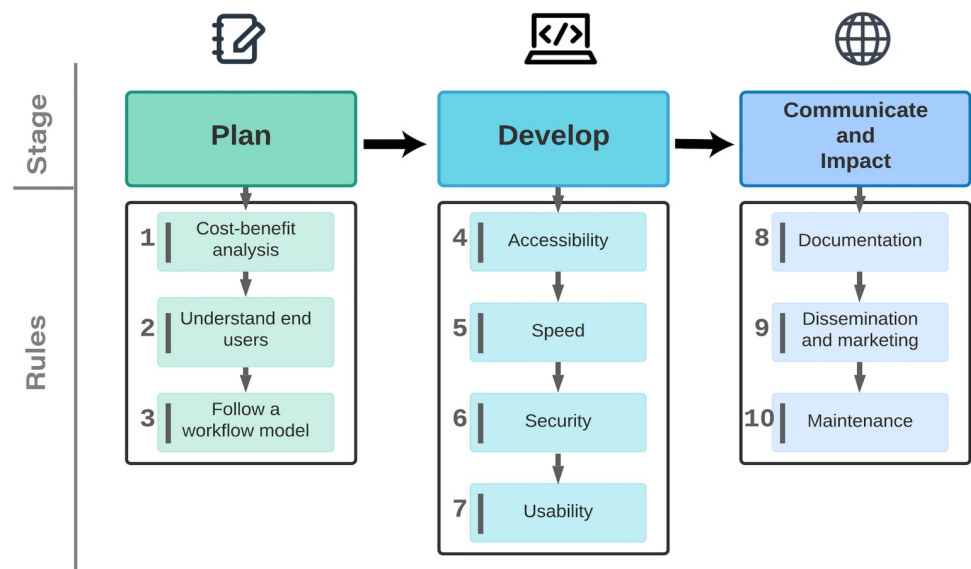 </>
Stage
Plan
Develop
Communicate
and
Impact
Rules
1
Cost-benefit
analysis
2
Understand end
users
3
Follow a
workflow model
4
Accessibility
5
Speed
6
Security
7
Usability
8
Documentation
9
Dissemination
and marketing
10
Maintenance